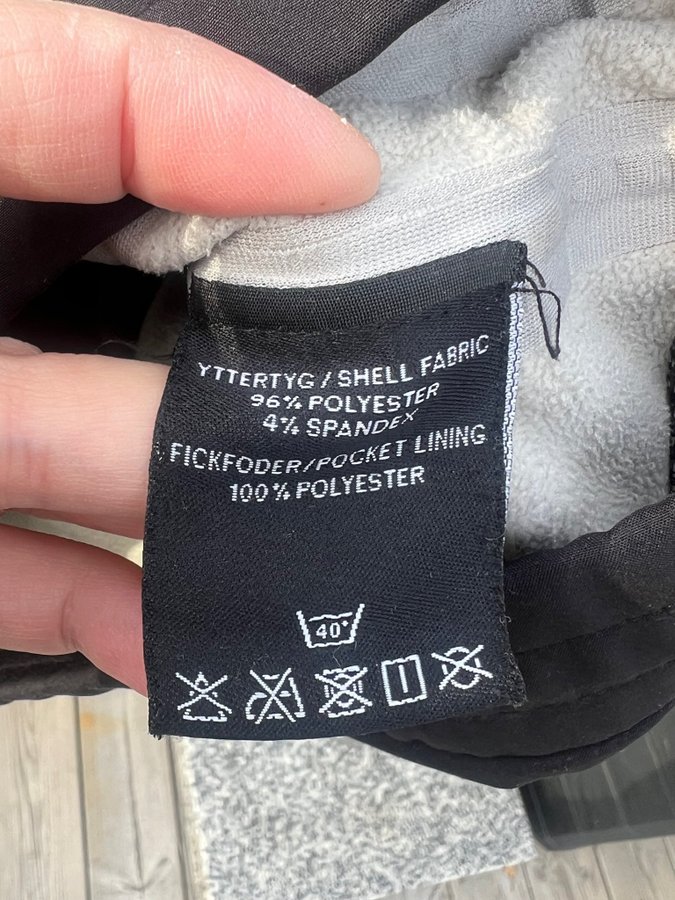 YTTERTYG / SHELL FABRIC
96% POLYESTER
4% SPANDEX
FICKFODER/POCKET LINING
100% POLYESTER
40°